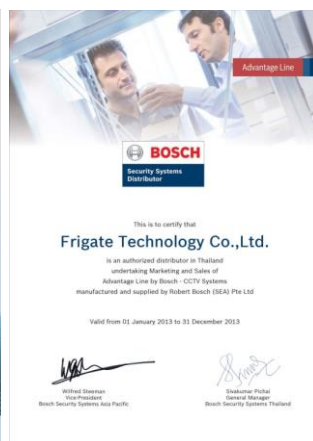 Advantage Line
BOSCH
Security Systems
Distributor
This is to certify that
Frigate Technology Co.,Ltd.
is an authorized distributor in Thailand
undertaking Marketing and Sales of
Advantage Line by Bosch - CCTV Systems
manufactured and supplied by Robert Bosch (SEA) Pte Ltd
Valid from 01 January 2013 to 31 December 2013
Wilfred Steeman
Vice-President
Bosch Security Systems Asia Pacific
Sivakumar Pichai
General Manager
Bosch Security Systems Thailand